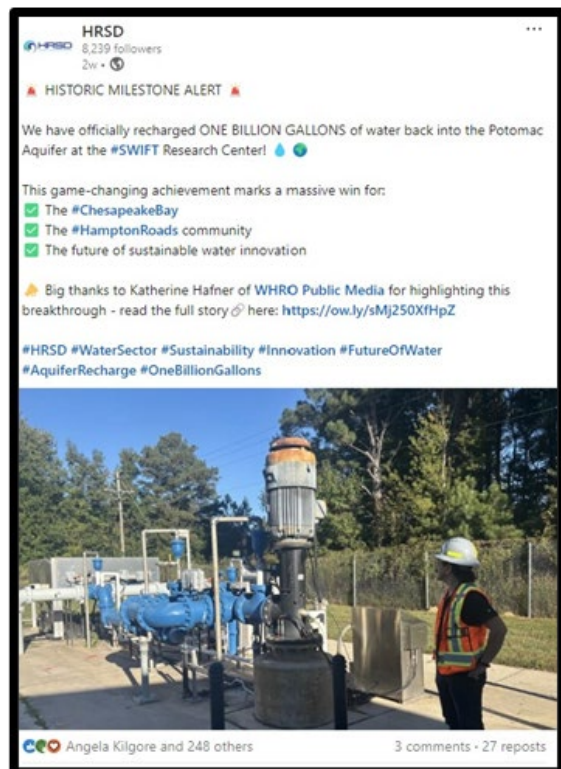 HRSD
HRSD
8,239 followers
2w •
HISTORIC MILESTONE ALERT
We have officially recharged ONE BILLION GALLONS of water back into the Potomac
Aquifer at the #SWIFT Research Center!
This game-changing achievement marks a massive win for:
The #ChesapeakeBay
The #HamptonRoads community
The future of sustainable water innovation
Big thanks to Katherine Hafner of WHRO Public Media for highlighting this
breakthrough - read the full story here: https://ow.ly/sMj250XfHpZ
#HRSD #WaterSector #Sustainability #Innovation #FutureOfWater
#AquiferRecharge #OneBillionGallons
Angela Kilgore and 248 others
3 comments • 27 reposts